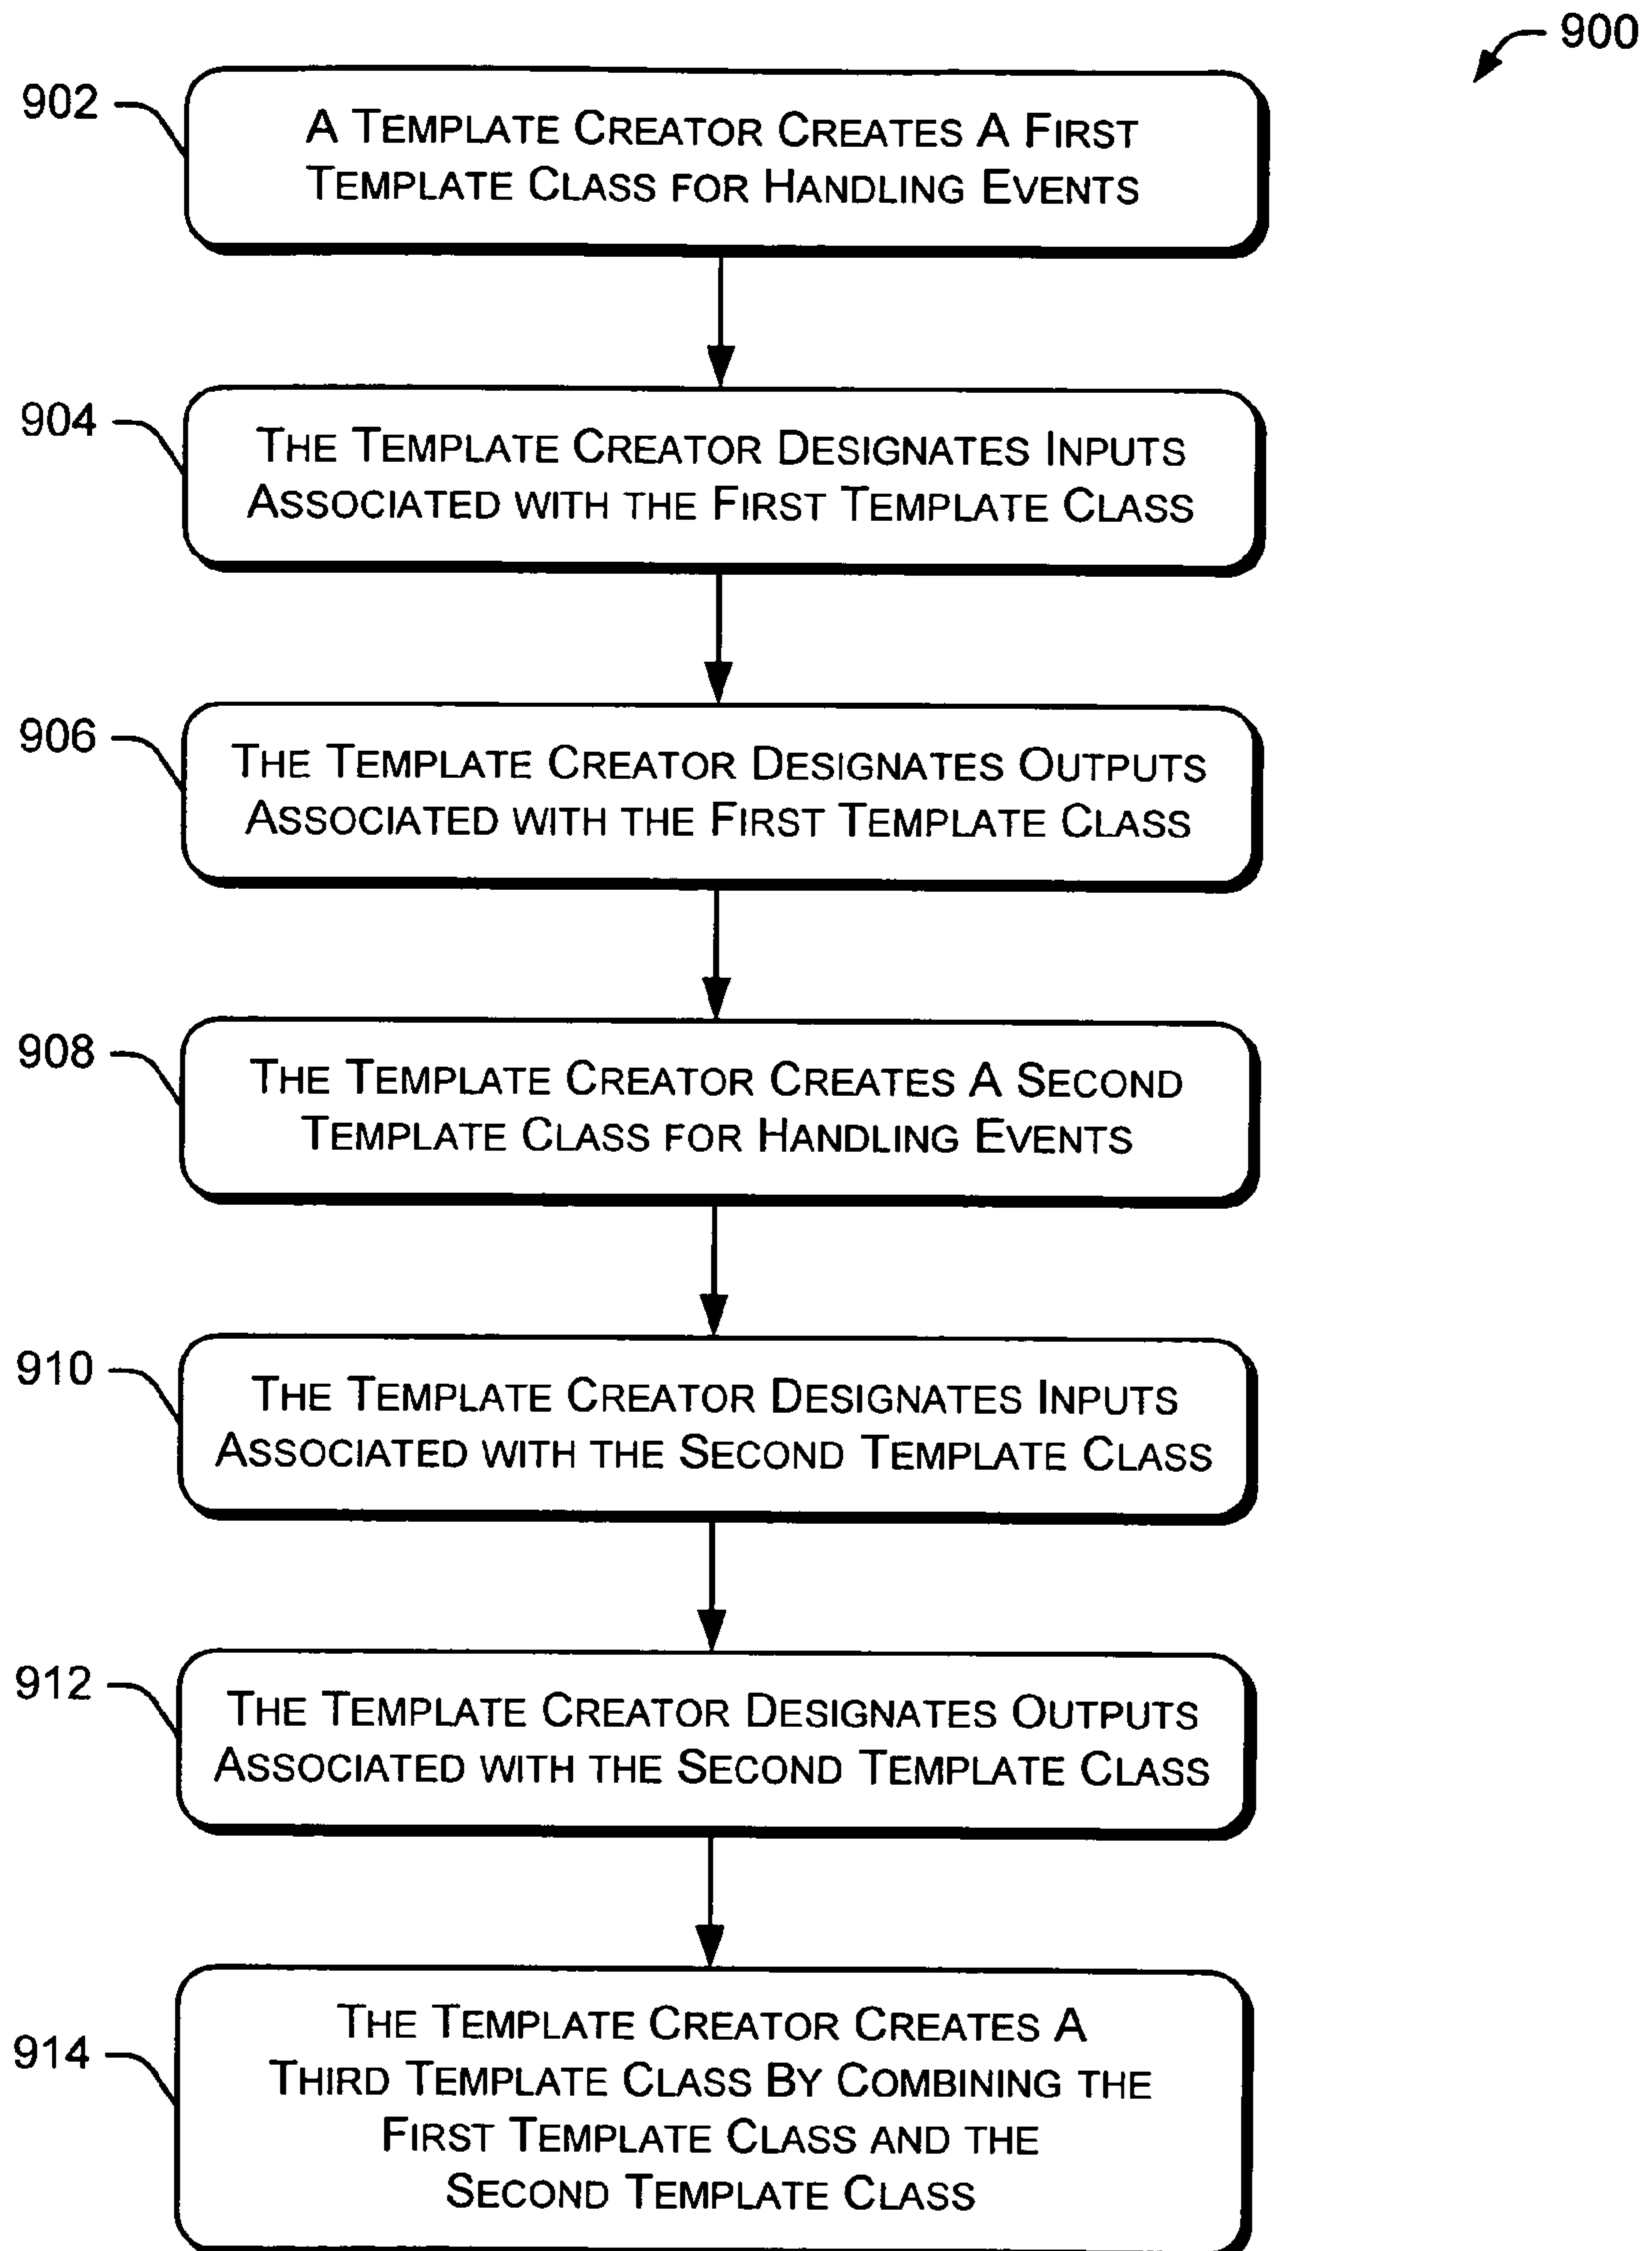 900
902
A TEMPLATE CREATOR CREATES A FIRST
TEMPLATE CLASS FOR HANDLING EVENTS
904
THE TEMPLATE CREATOR DESIGNATES INPUTS
ASSOCIATED WITH THE FIRST TEMPLATE CLASS
906
THE TEMPLATE CREATOR DESIGNATES OUTPUTS
ASSOCIATED WITH THE FIRST TEMPLATE CLASS
908
THE TEMPLATE CREATOR CREATES A SECOND
TEMPLATE CLASS FOR HANDLING EVENTS
910
THE TEMPLATE CREATOR DESIGNATES INPUTS
ASSOCIATED WITH THE SECOND TEMPLATE CLASS
912
THE TEMPLATE CREATOR DESIGNATES OUTPUTS
ASSOCIATED WITH THE SECOND TEMPLATE CLASS
914
THE TEMPLATE CREATOR CREATES A
THIRD TEMPLATE CLASS BY COMBINING THE
FIRST TEMPLATE CLASS AND THE
SECOND TEMPLATE CLASS